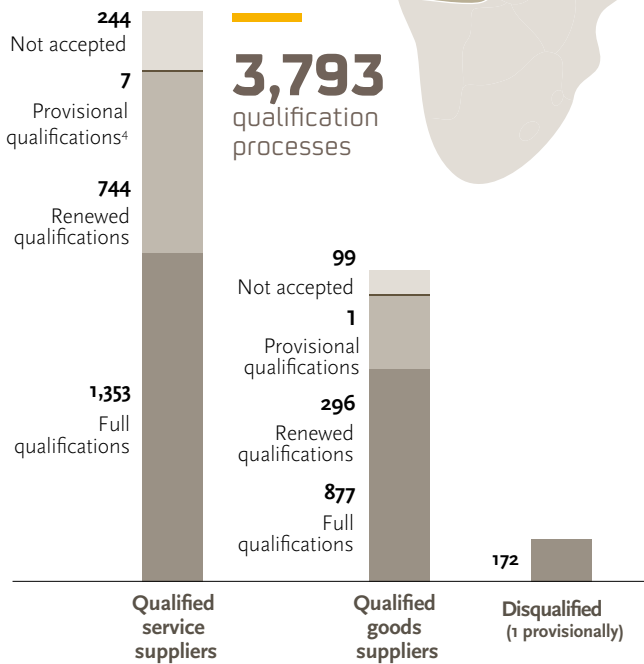 244
Not accepted
7
Provisional
qualifications⁴
744
Renewed
qualifications
1,353
Full
qualifications
3,793
qualification
processes
99
Not accepted
1
Provisional
qualifications
296
Renewed
qualifications
877
Full
qualifications
172
Qualified
service
suppliers
Qualified
goods
suppliers
Disqualified
(1 provisionally)